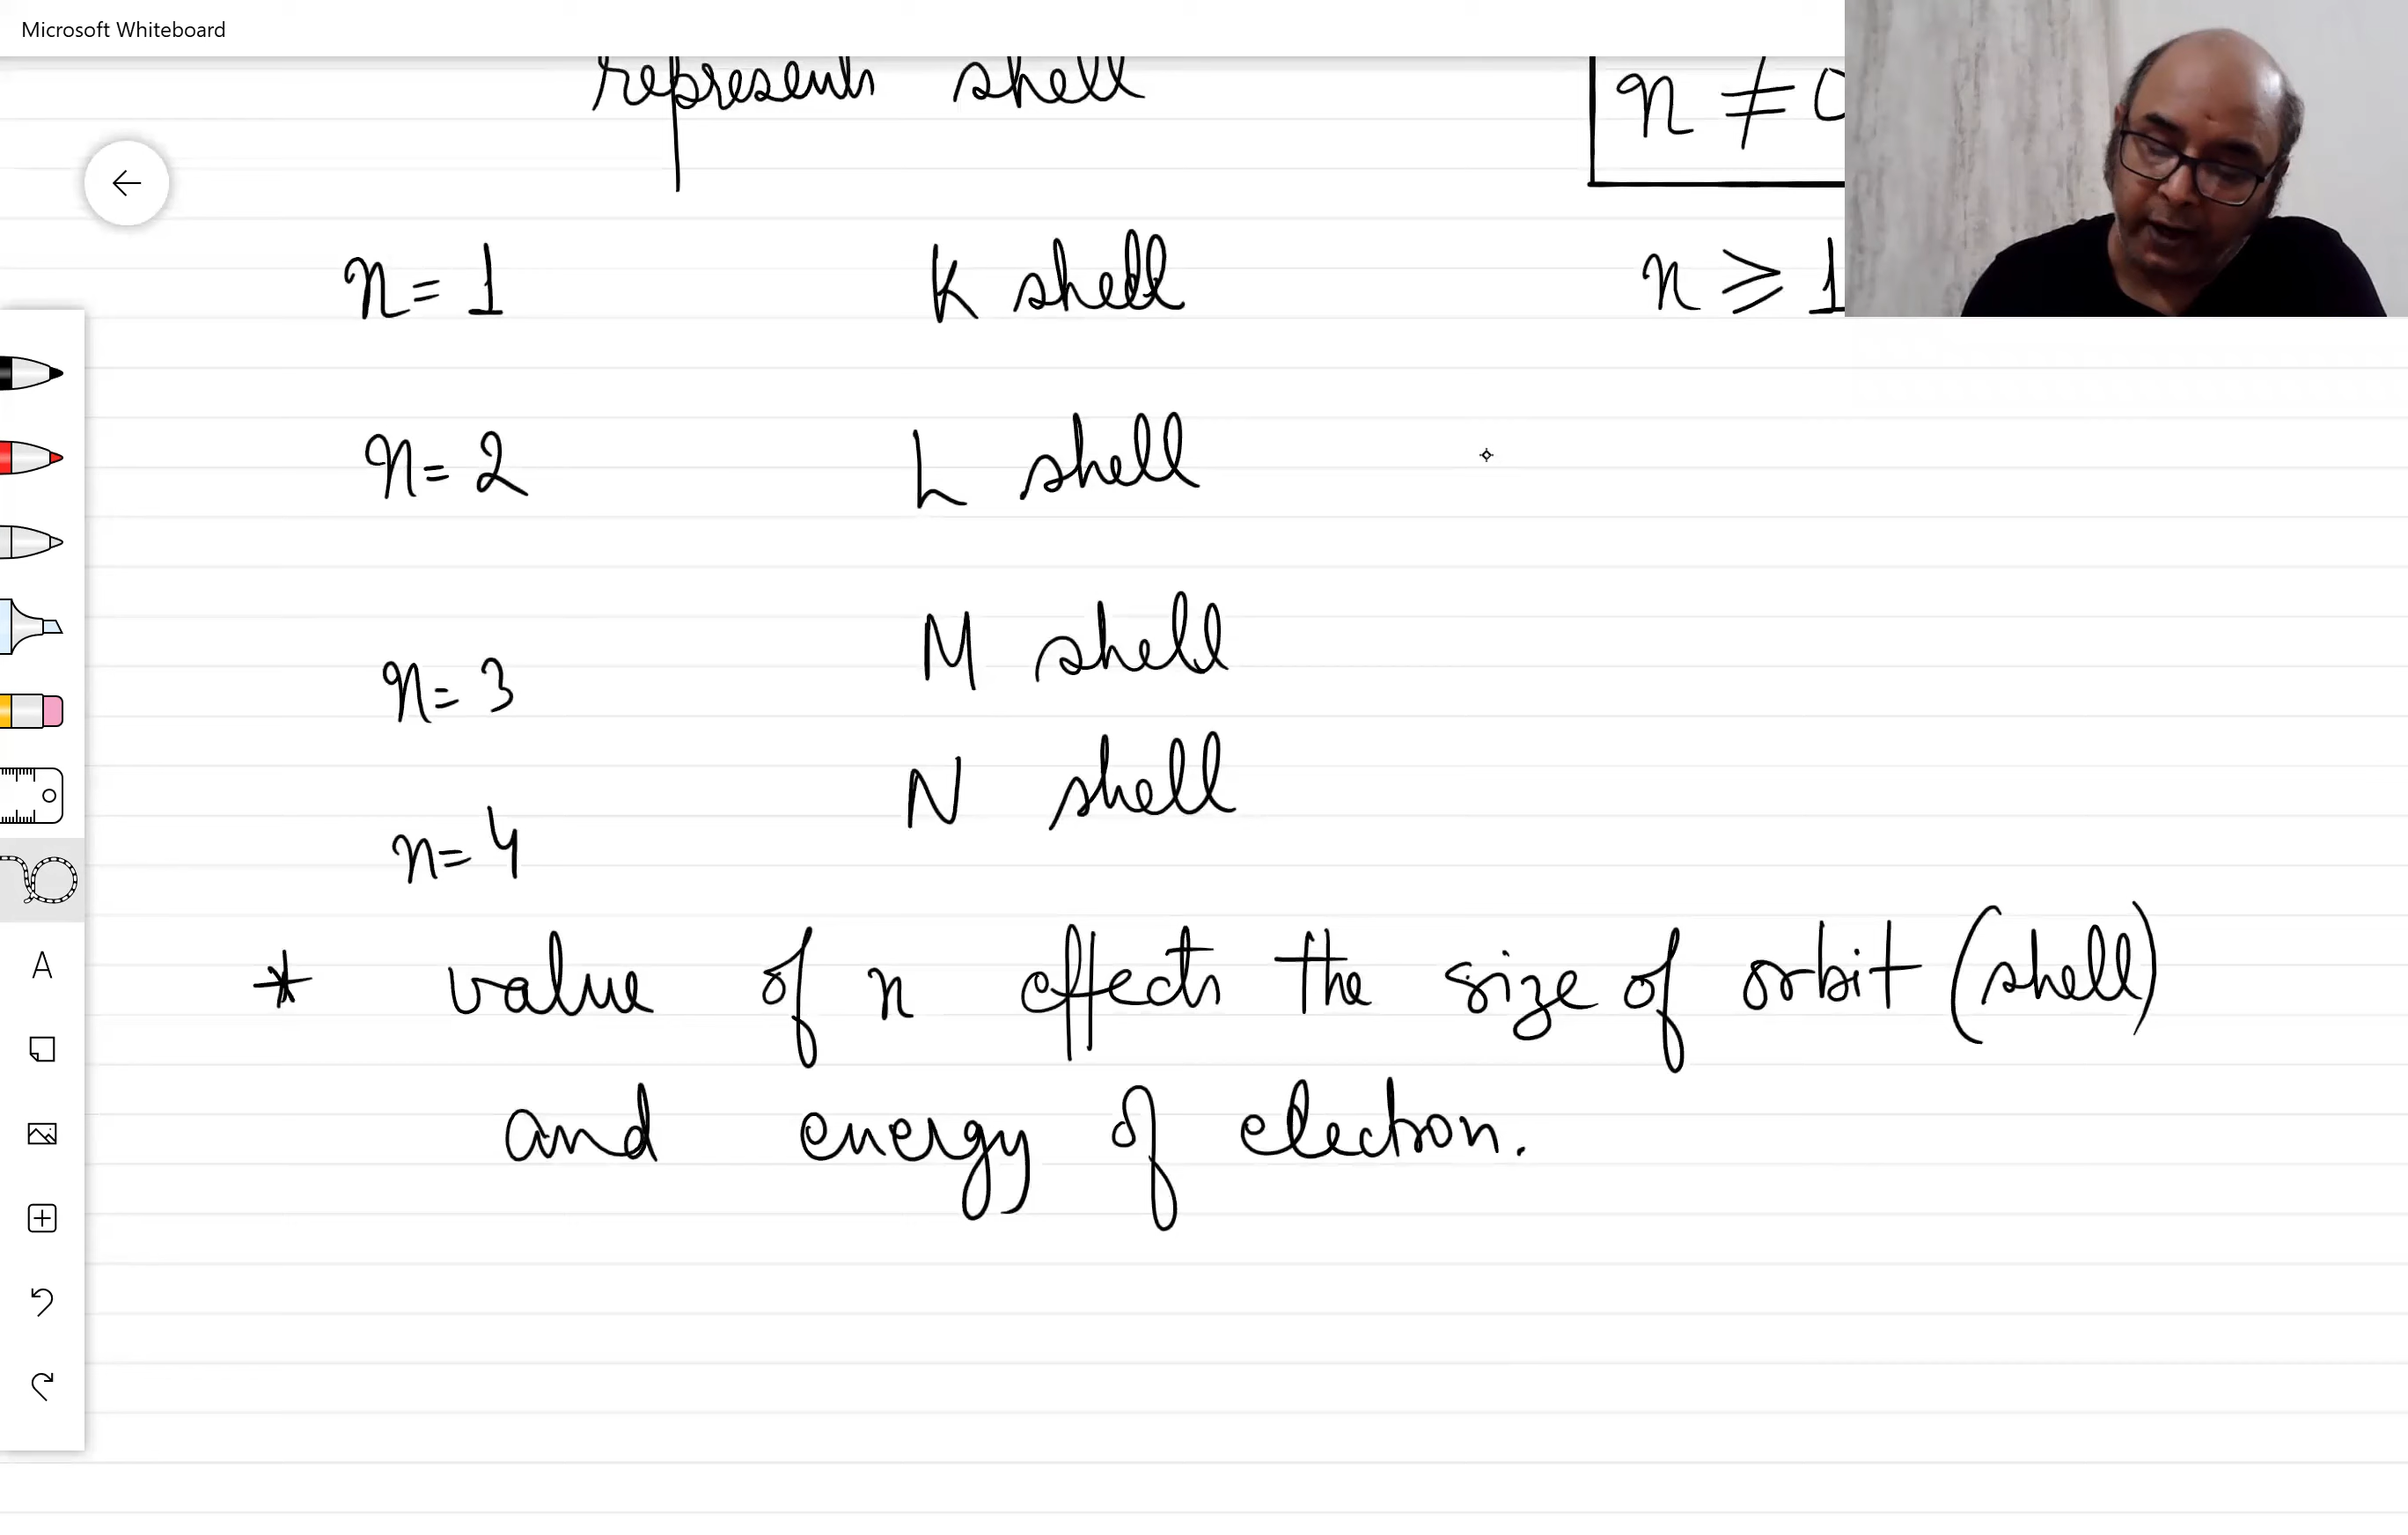 Microsoft Whiteboard
represents shell
n ≠ 0
n = 1 K shell n ⩾ 1
n = 2 L shell
n = 3 M shell
n = 4 N shell
* value of n effects the size of orbit (shell)
and energy of electron.
A